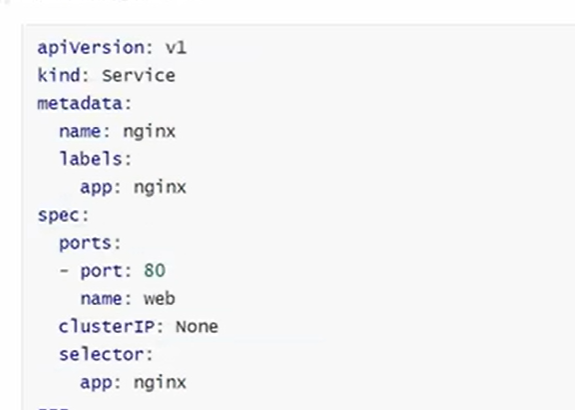 apiVersion: v1
kind: Service
metadata:
  name: nginx
  labels:
    app: nginx
spec:
  ports:
  - port: 80
    name: web
  clusterIP: None
  selector:
    app: nginx
---